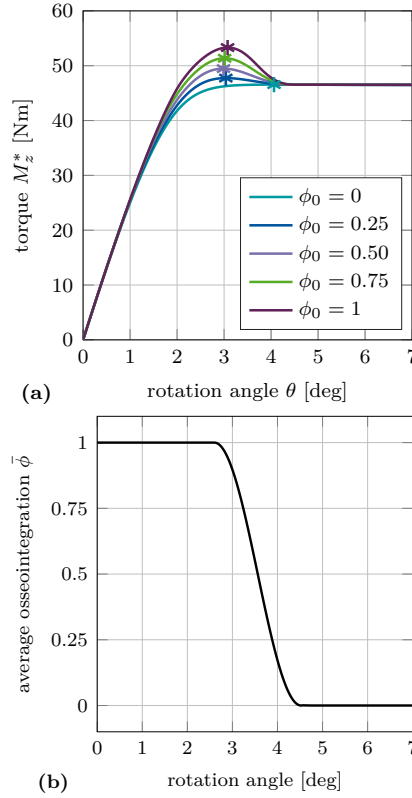 60
50
40
30
20
10
0
torque M_z^* [Nm]
ϕ₀ = 0
ϕ₀ = 0.25
ϕ₀ = 0.50
ϕ₀ = 0.75
ϕ₀ = 1
0 1 2 3 4 5 6 7
(a) rotation angle θ [deg]
1
0.75
0.5
0.25
0
average osseointegration ϕ̄
0 1 2 3 4 5 6 7
(b) rotation angle [deg]